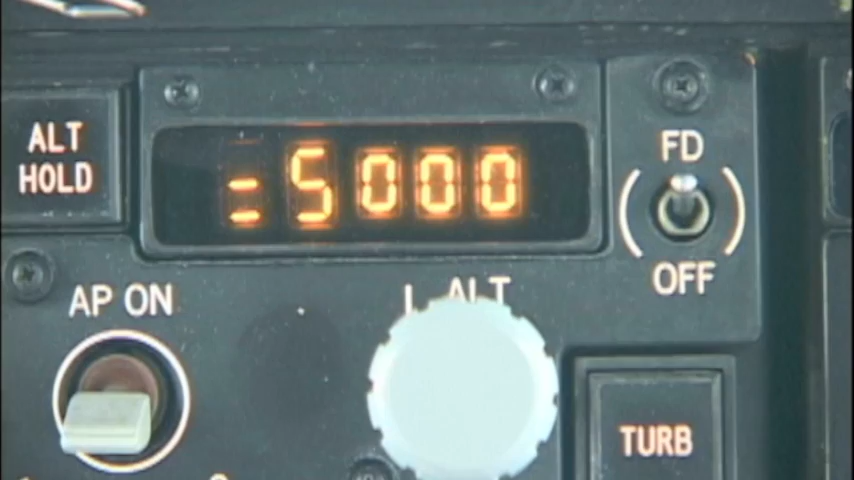 ALT
HOLD
=5000
FD
OFF
AP ON
ALT
TURB